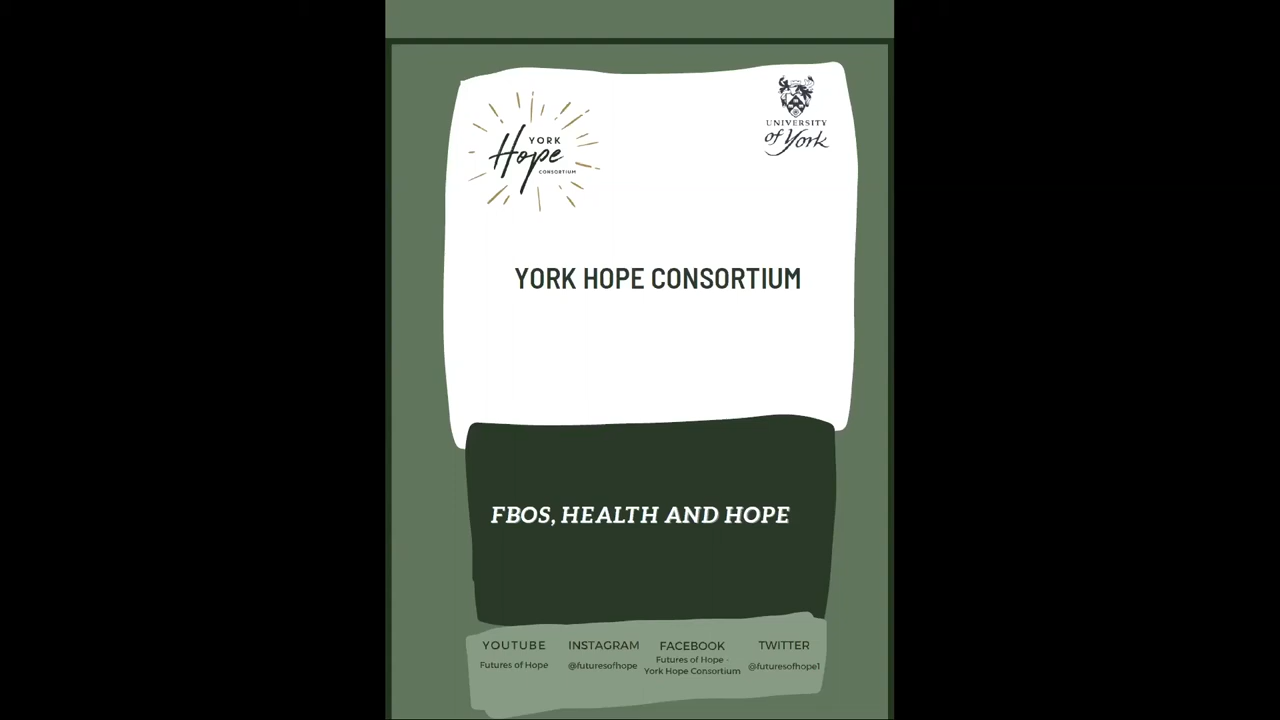 YORK
Hope
CONSORTIUM
UNIVERSITY
of York
YORK HOPE CONSORTIUM
FBOS, HEALTH AND HOPE
YOUTUBE
Futures of Hope
INSTAGRAM
@futuresofhope
FACEBOOK
Futures of Hope -
York Hope Consortium
TWITTER
@futuresofhope1